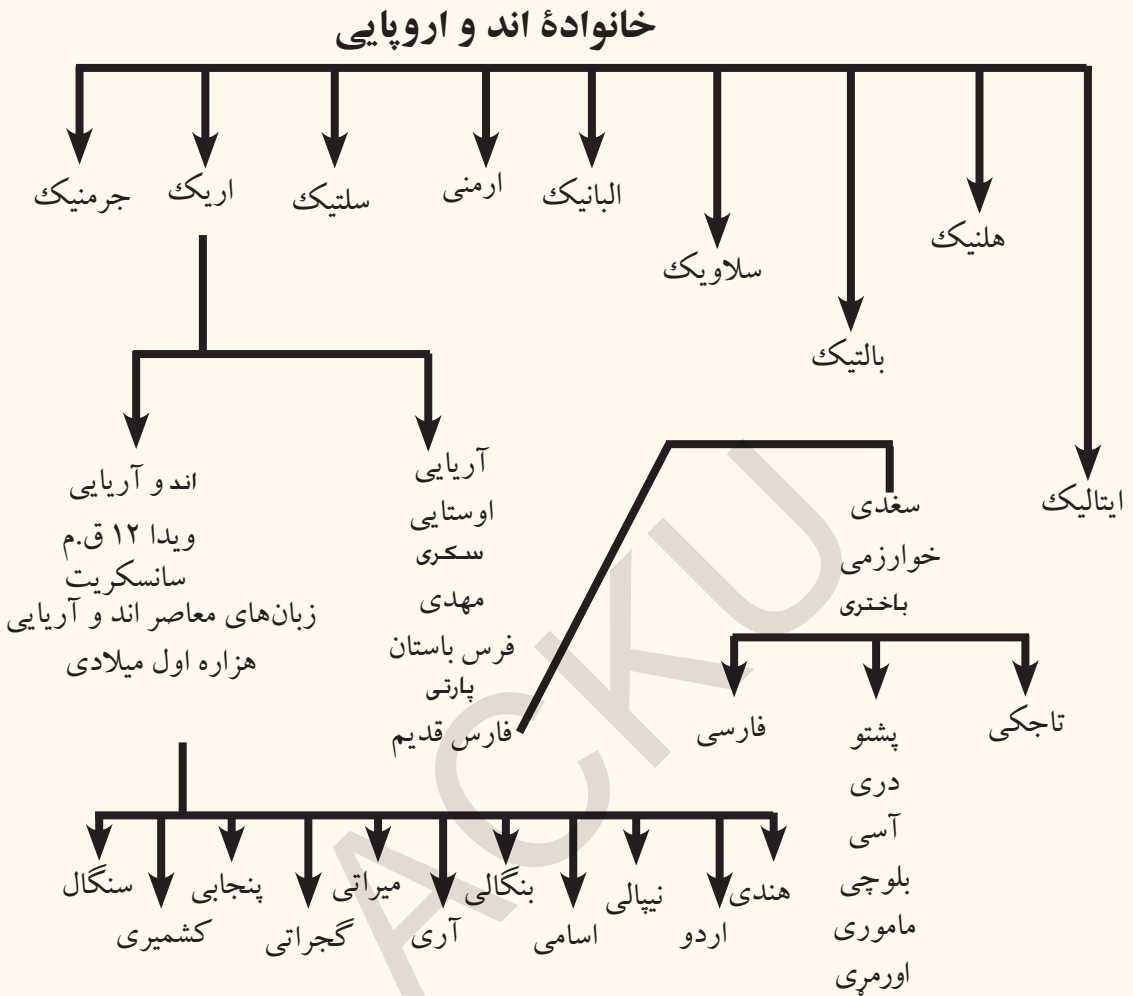 خانوادهٔ اند و اروپایی
ایتالیک
هلنیک
بالتیک
سلاویک
البانیک
ارمنی
سلتیک
اریک
جرمنیک
آریایی
اوستایی
سکری
مهدی
فرس باستان
پارتی
فارس قدیم
اند و آریایی
ویدا ۱۲ ق.م
سانسکریت
زبان‌های معاصر اند و آریایی
هزاره اول میلادی
سغدی
خوارزمی
باختری
تاجکی
پشتو
دری
آسی
بلوچی
ماموری
اورمړی
فارسی
هندی
اردو
نیپالی
اسامی
بنگالی
آری
میراتی
گجراتی
پنجابی
کشمیری
سنگال
ACKU